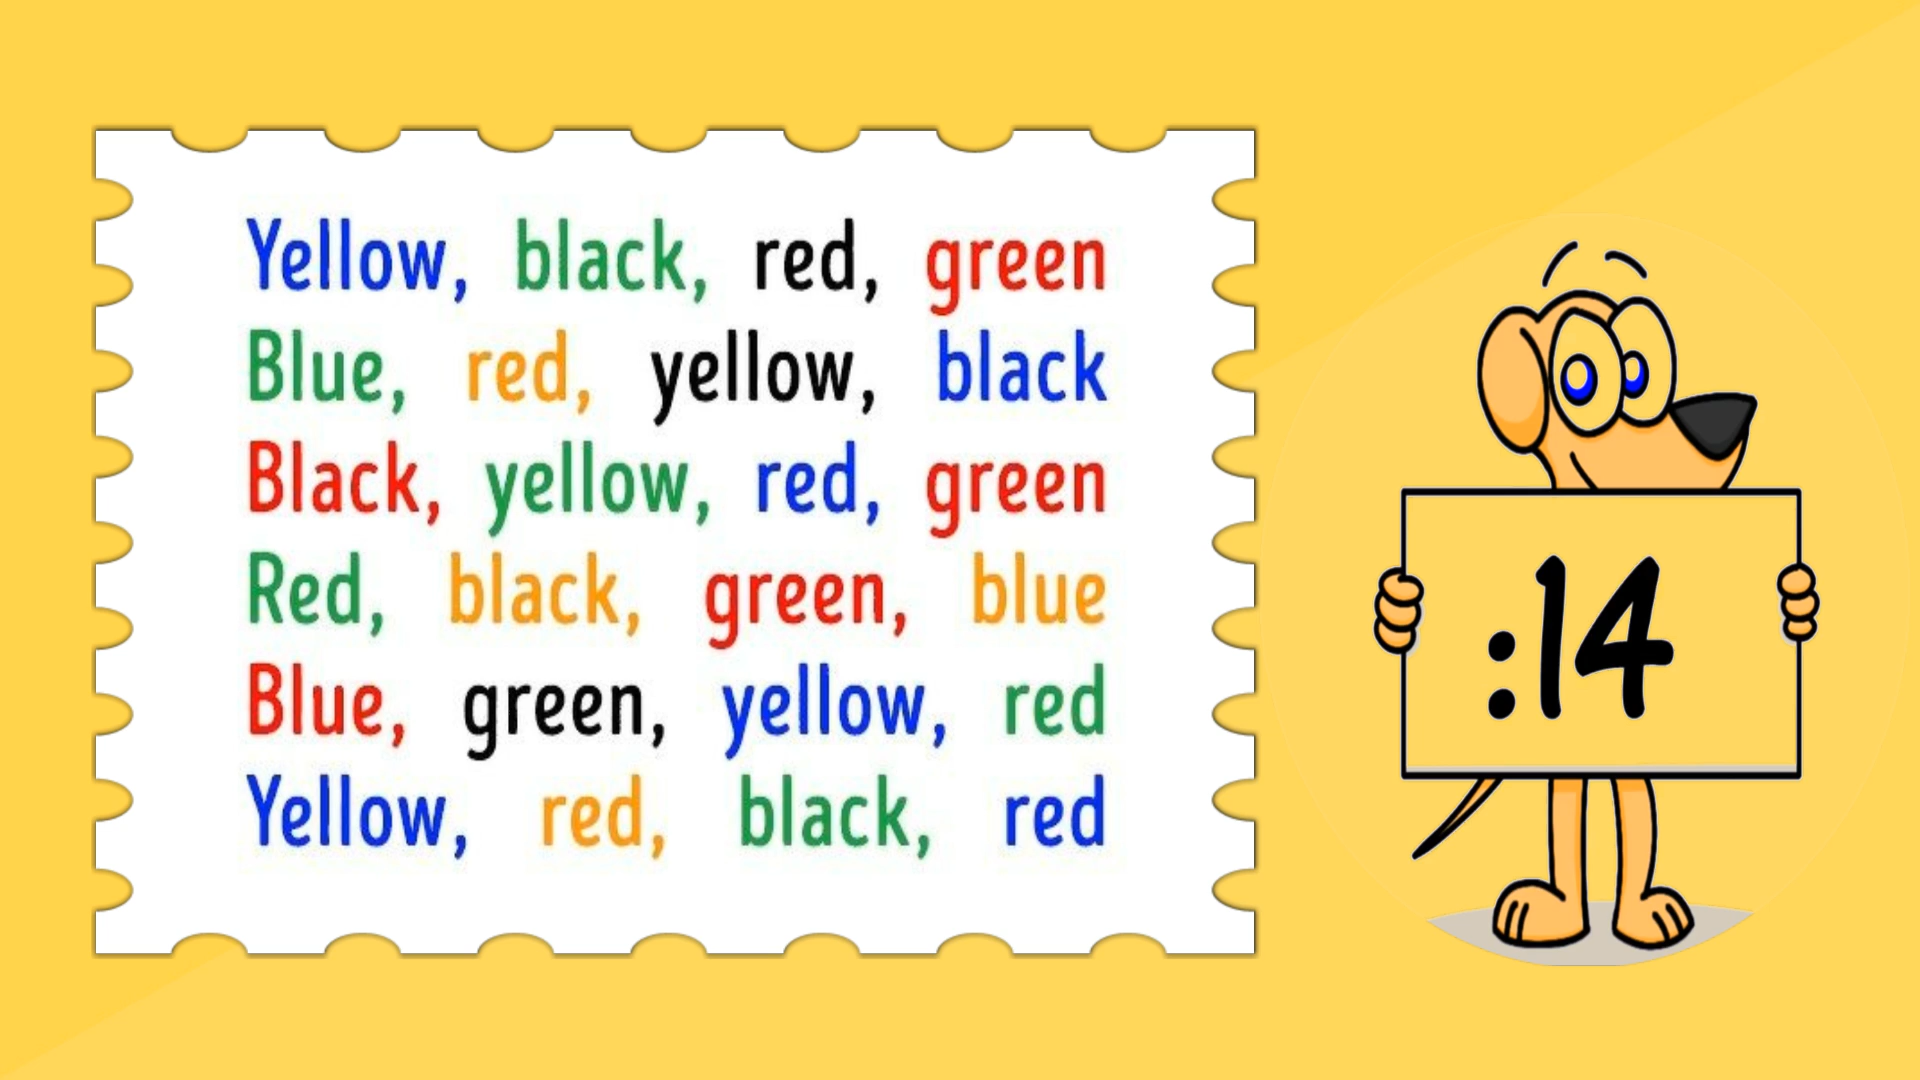 Yellow, black, red, green
Blue, red, yellow, black
Black, yellow, red, green
Red, black, green, blue
Blue, green, yellow, red
Yellow, red, black, red
:14